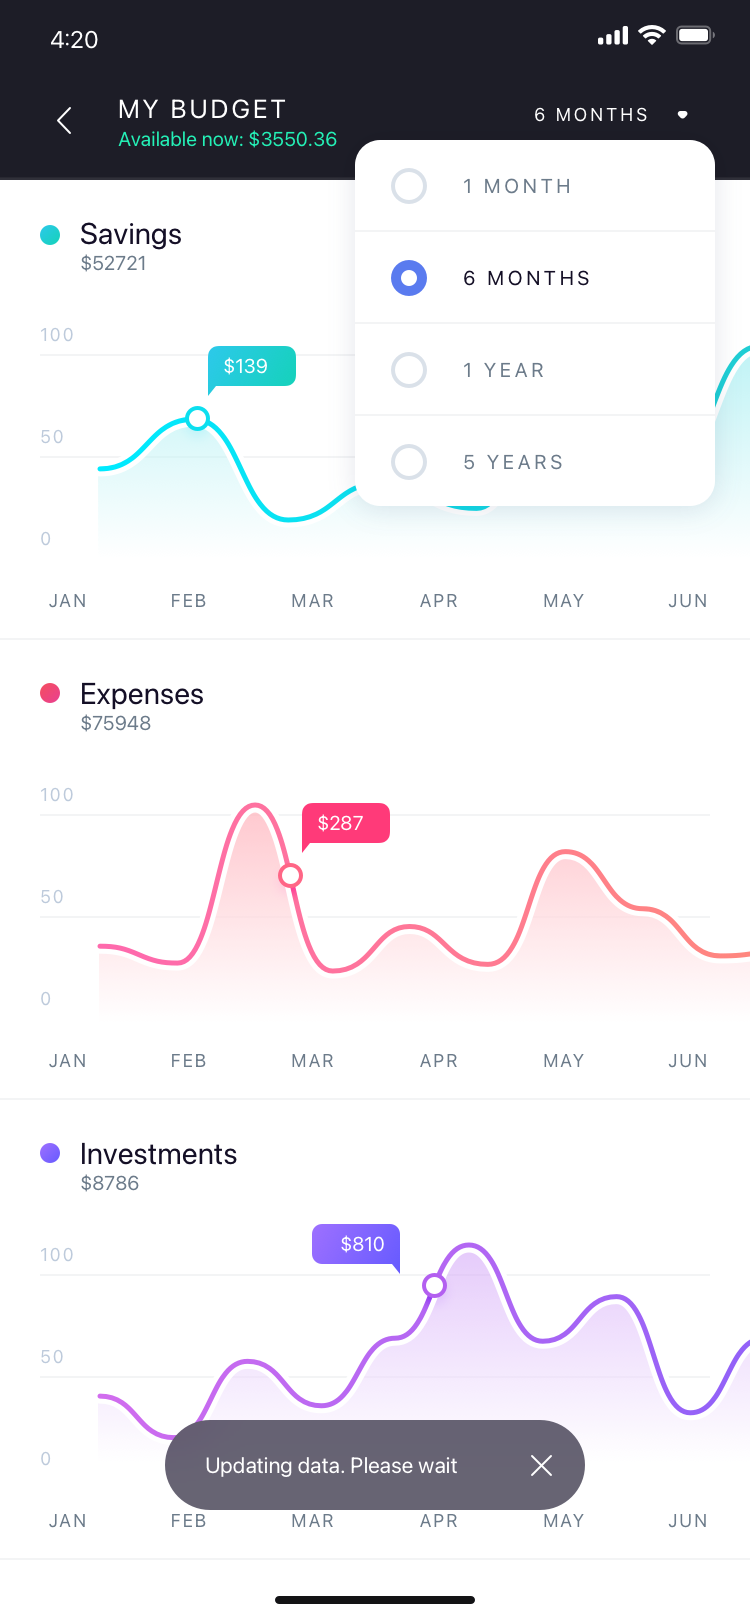 4:20
MY BUDGET
Available now: $3550.36
6 MONTHS
1 MONTH
6 MONTHS
1 YEAR
5 YEARS
Savings
$52721
100
$139
50
0
JAN FEB MAR APR MAY JUN
Expenses
$75948
100
$287
50
0
JAN FEB MAR APR MAY JUN
Investments
$8786
$810
100
50
0
Updating data. Please wait
JAN FEB MAR APR MAY JUN